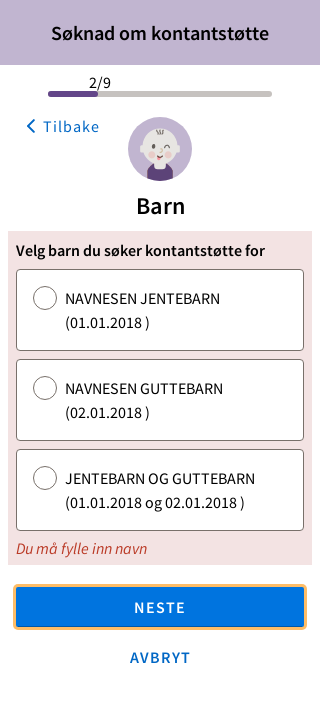 Søknad om kontantstøtte
2/9
Tilbake
Barn
Velg barn du søker kontantstøtte for
NAVNESEN JENTEBARN
(01.01.2018 )
NAVNESEN GUTTEBARN
(02.01.2018 )
JENTEBARN OG GUTTEBARN
(01.01.2018 og 02.01.2018 )
Du må fylle inn navn
NESTE
AVBRYT